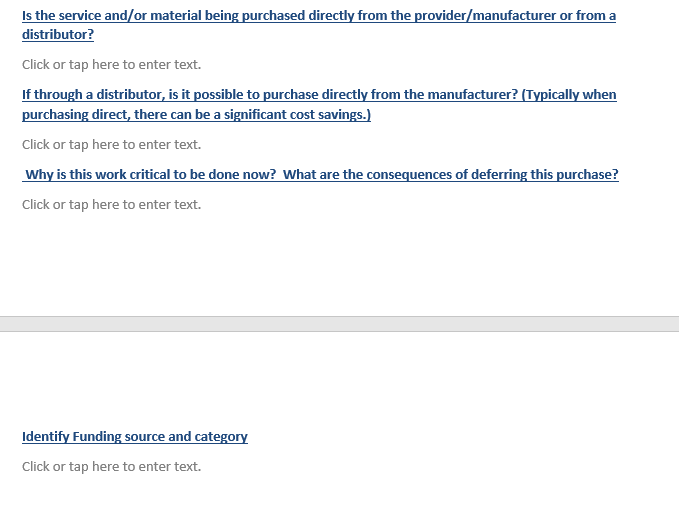 Is the service and/or material being purchased directly from the provider/manufacturer or from a
distributor?
Click or tap here to enter text.
If through a distributor, is it possible to purchase directly from the manufacturer? (Typically when
purchasing direct, there can be a significant cost savings.)
Click or tap here to enter text.
Why is this work critical to be done now?  What are the consequences of deferring this purchase?
Click or tap here to enter text.
Identify Funding source and category
Click or tap here to enter text.